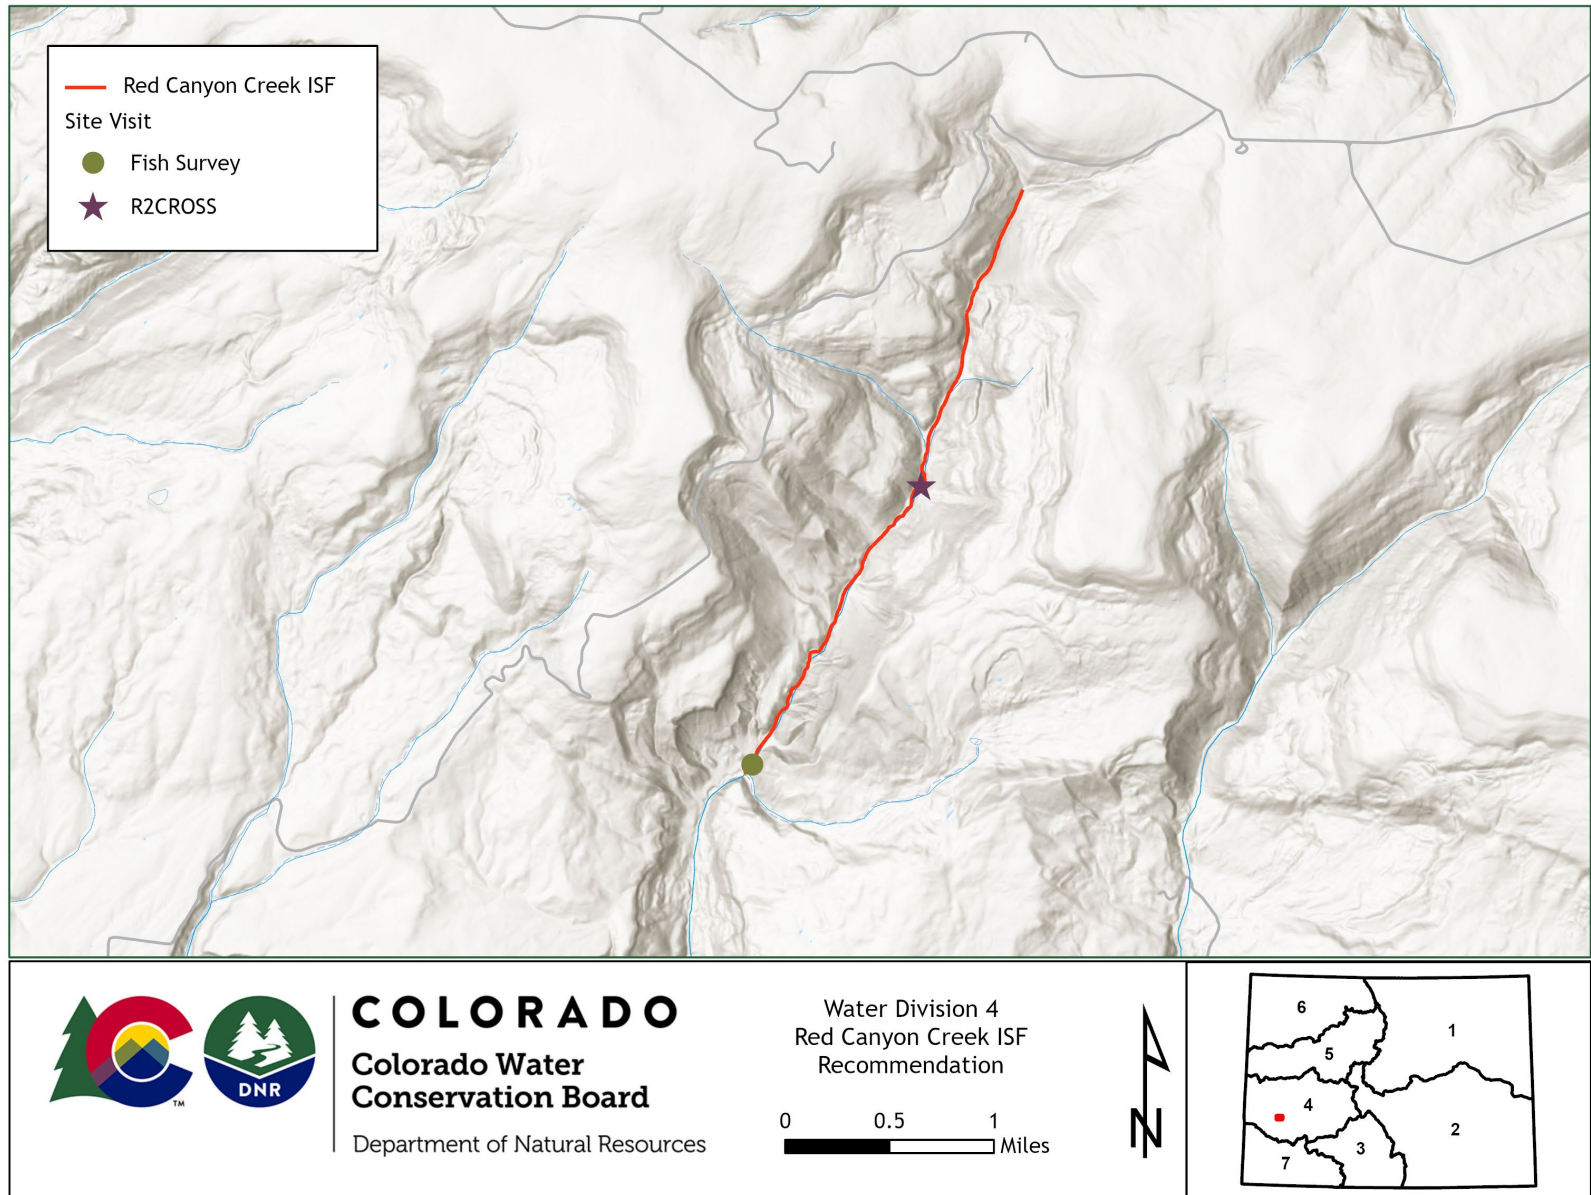 Red Canyon Creek ISF
Site Visit
Fish Survey
R2CROSS
DNR
TM
COLORADO
Colorado Water
Conservation Board
Department of Natural Resources
Water Division 4
Red Canyon Creek ISF
Recommendation
0 0.5 1
Miles
N
6
1
5
4
2
3
7